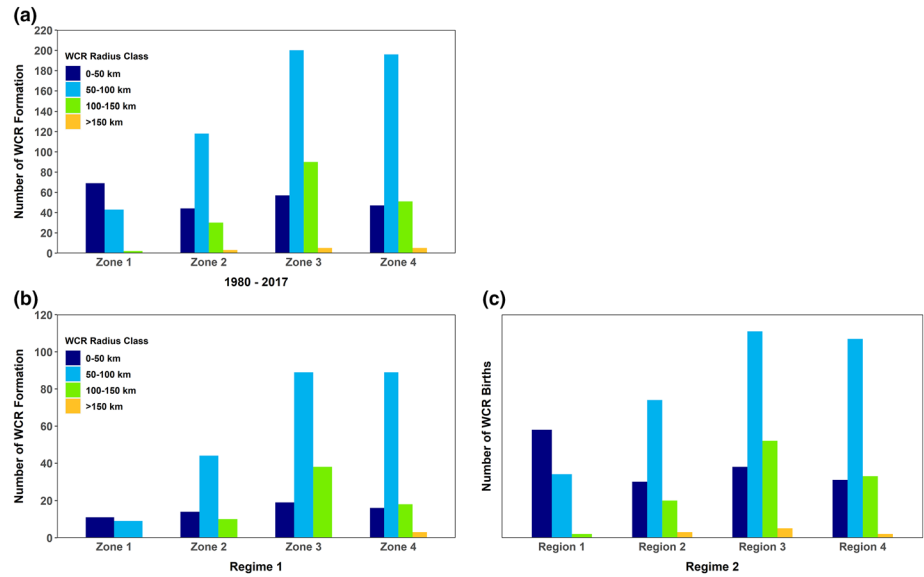 (a)
220
200
180
160
140
120
100
80
60
40
20
0
Number of WCR Formation
WCR Radius Class
0-50 km
50-100 km
100-150 km
>150 km
Zone 1 Zone 2 Zone 3 Zone 4
1980 - 2017
(b)
120
100
80
60
40
20
0
Number of WCR Formation
WCR Radius Class
0-50 km
50-100 km
100-150 km
>150 km
Zone 1 Zone 2 Zone 3 Zone 4
Regime 1
(c)
Number of WCR Births
Region 1 Region 2 Region 3 Region 4
Regime 2